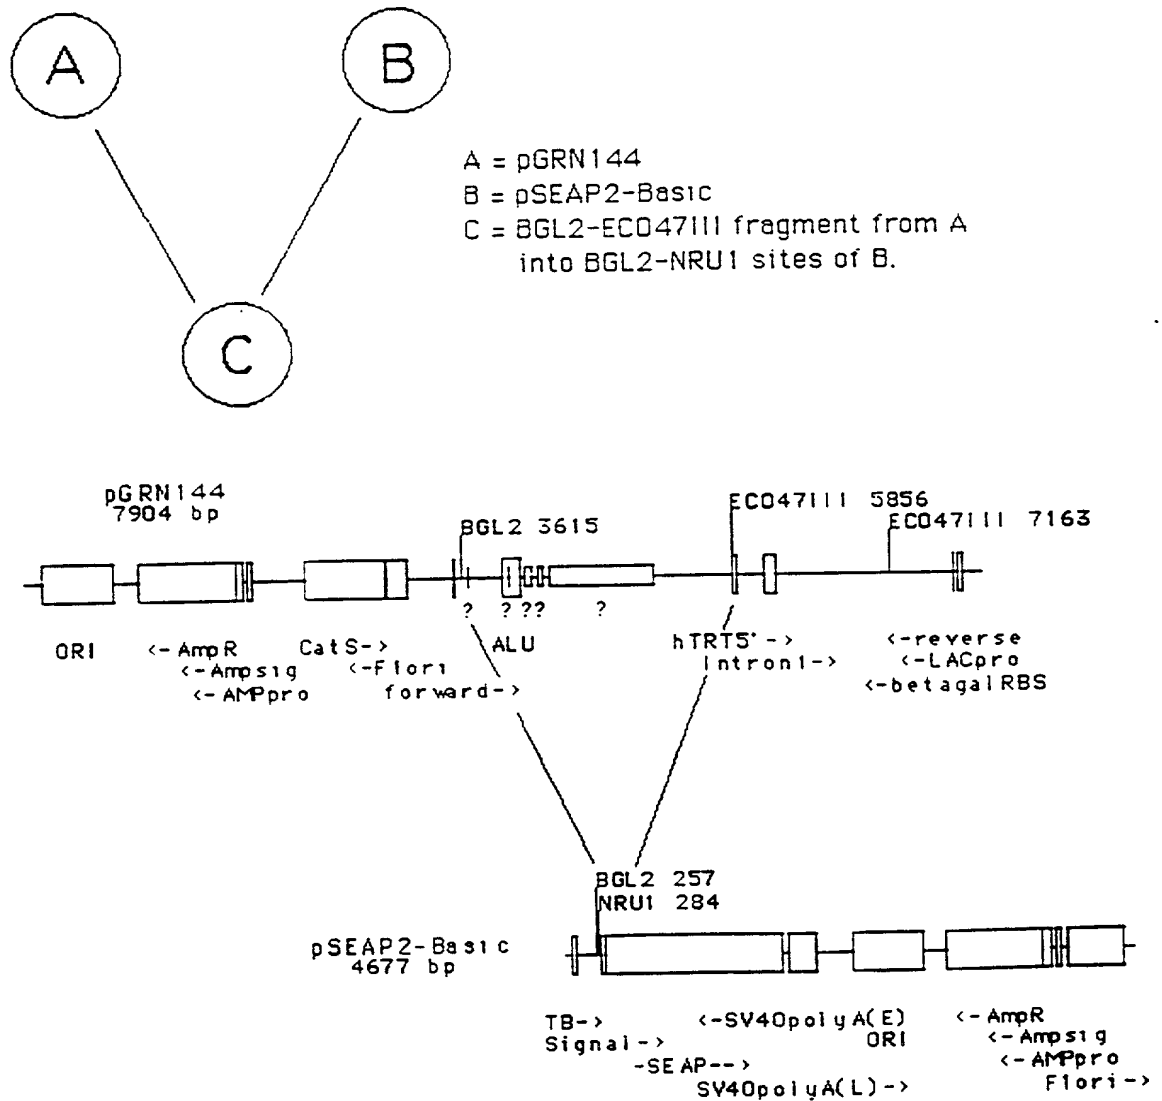 A
B
A = pGRN144
B = pSEAP2-Basic
C = BGL2-ECO47III fragment from A
into BGL2-NRU1 sites of B.
C
pGRN144
7904 bp
BGL2 3615
ECO47III 5856
ECO47III 7163
? ? ?? ?
ORI
<-AmpR
<-Ampsig
<-AMPpro
CatS->
<-F1ori
forward->
ALU
hTRT5'->
Intron1->
<-reverse
<-LACpro
<-betagalRBS
BGL2 257
NRU1 284
pSEAP2-Basic
4677 bp
TB->
Signal->
-SEAP-->
<-SV40polyA(E)
ORI
SV40polyA(L)->
<-AmpR
<-Ampsig
<-AMPpro
F1ori->